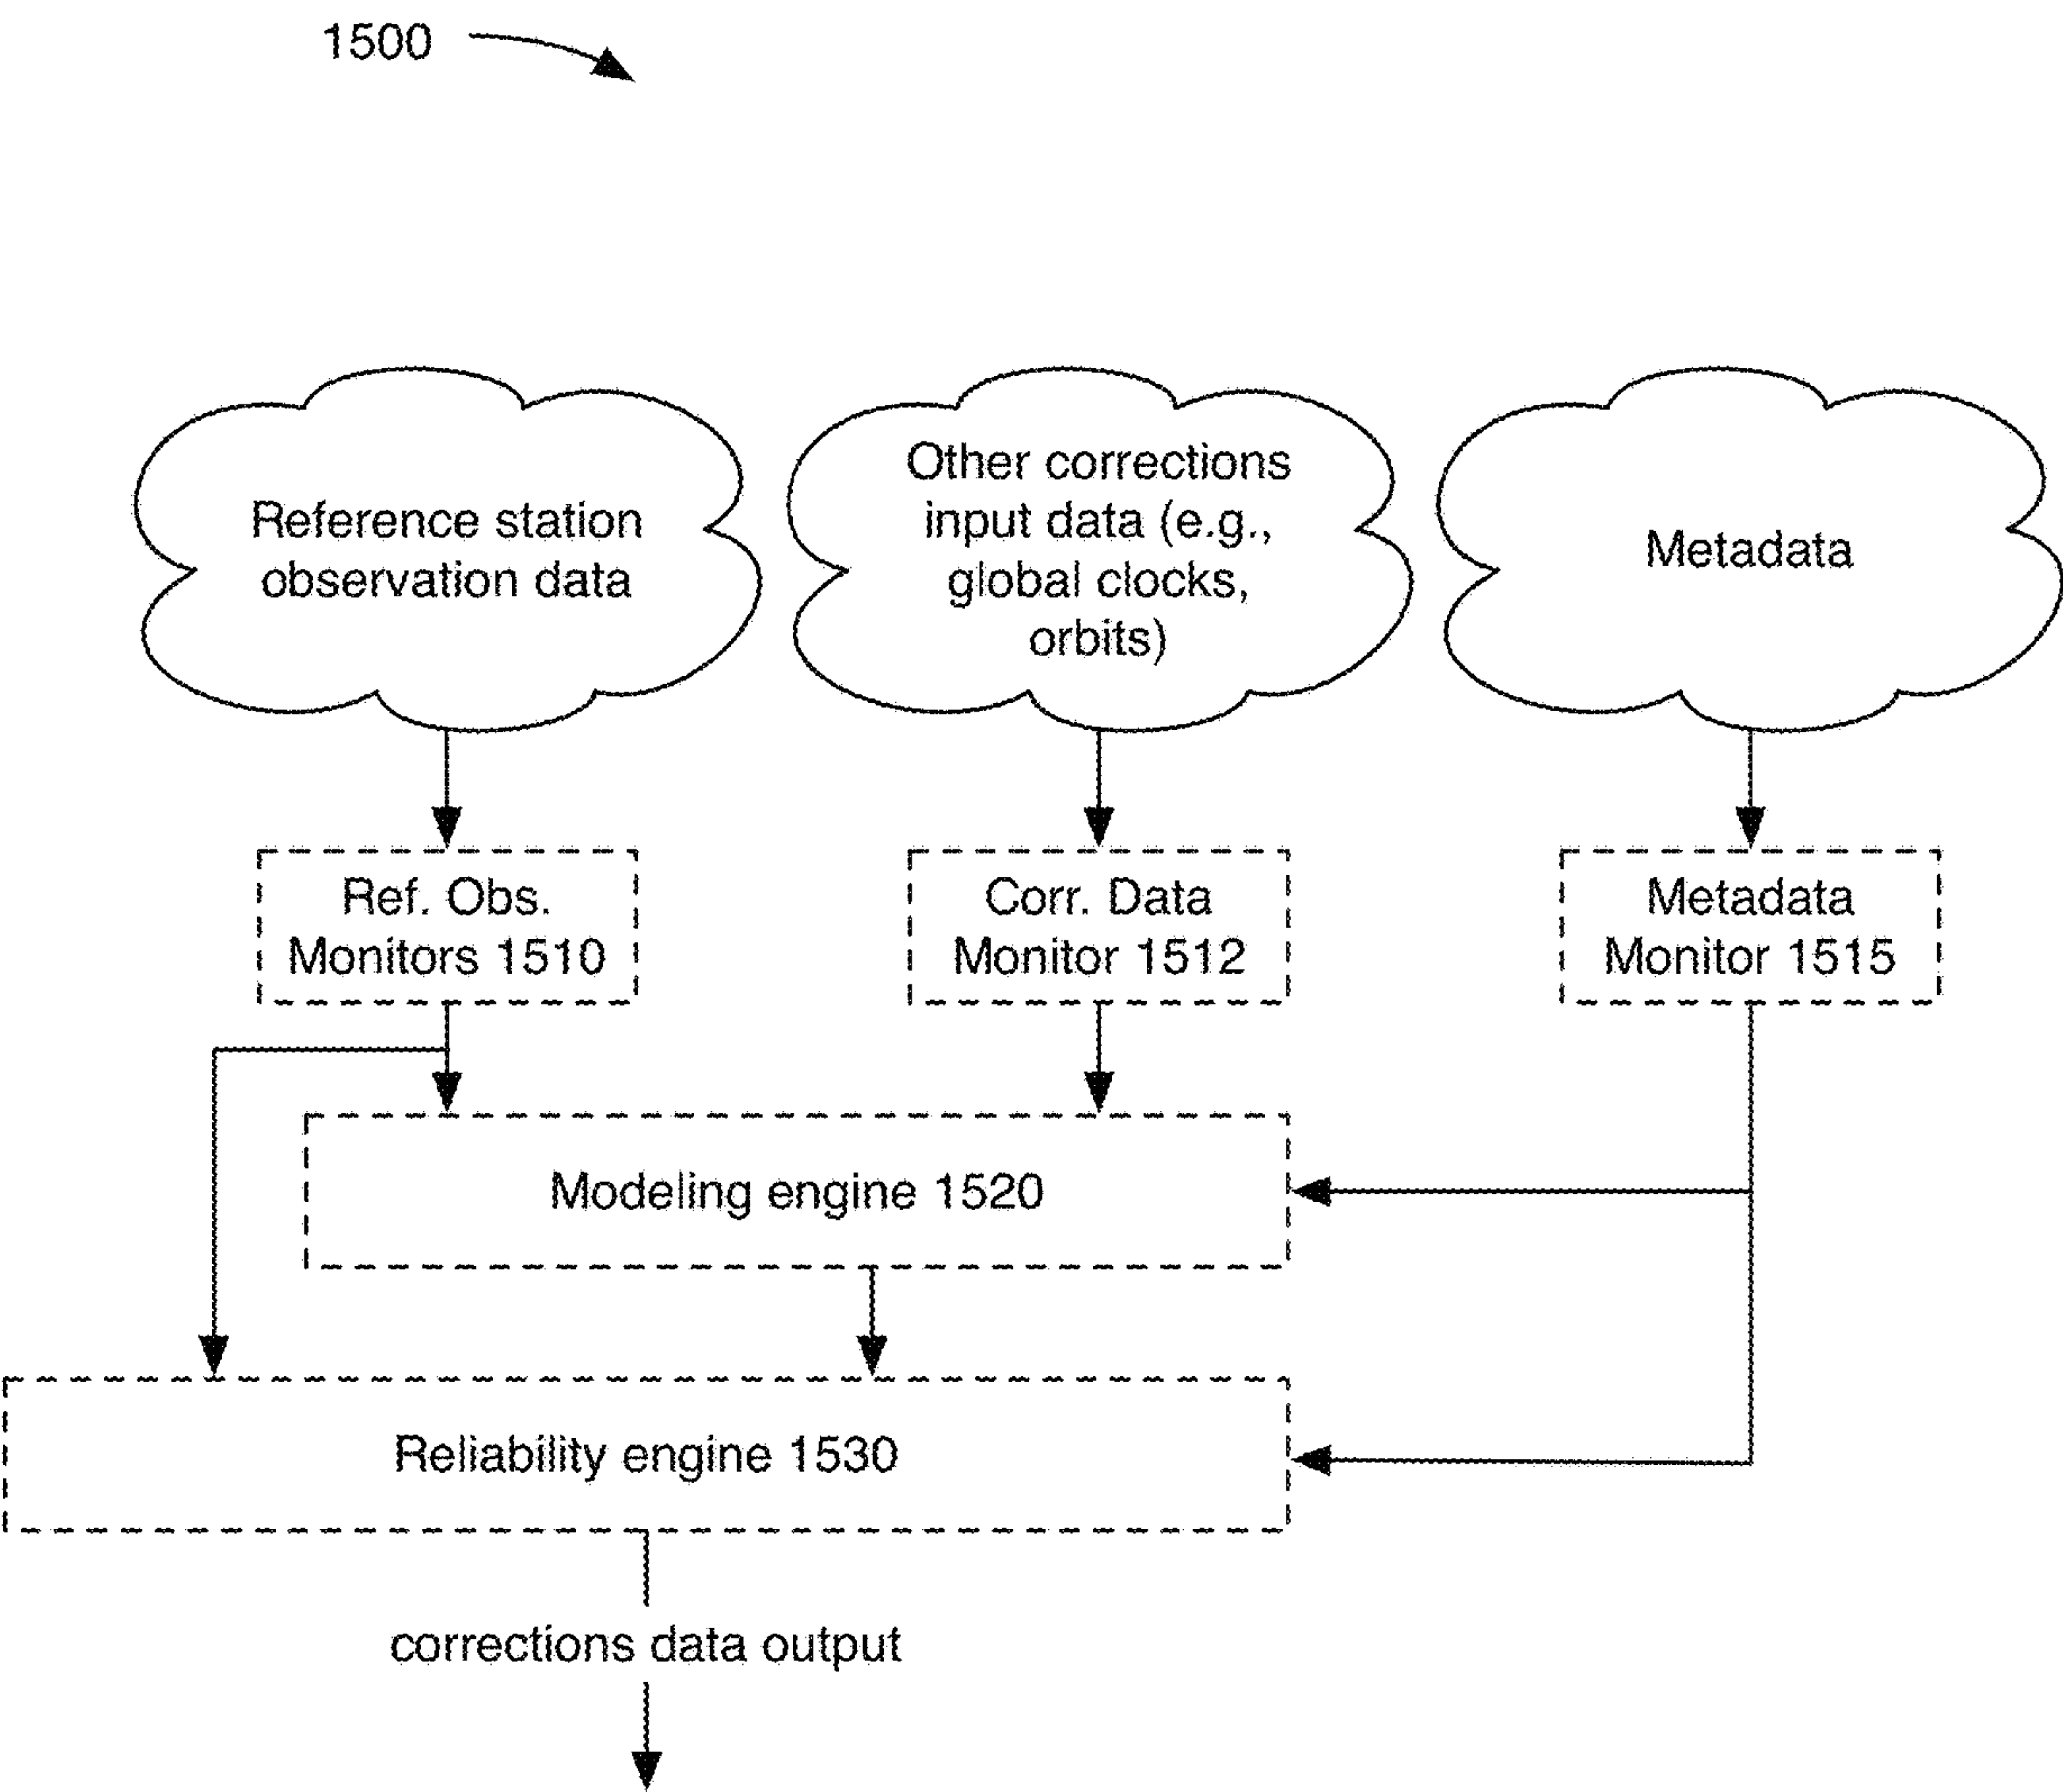 1500
Reference station
observation data
Other corrections
input data (e.g.,
global clocks,
orbits)
Metadata
Ref. Obs.
Monitors 1510
Corr. Data
Monitor 1512
Metadata
Monitor 1515
Modeling engine 1520
Reliability engine 1530
corrections data output